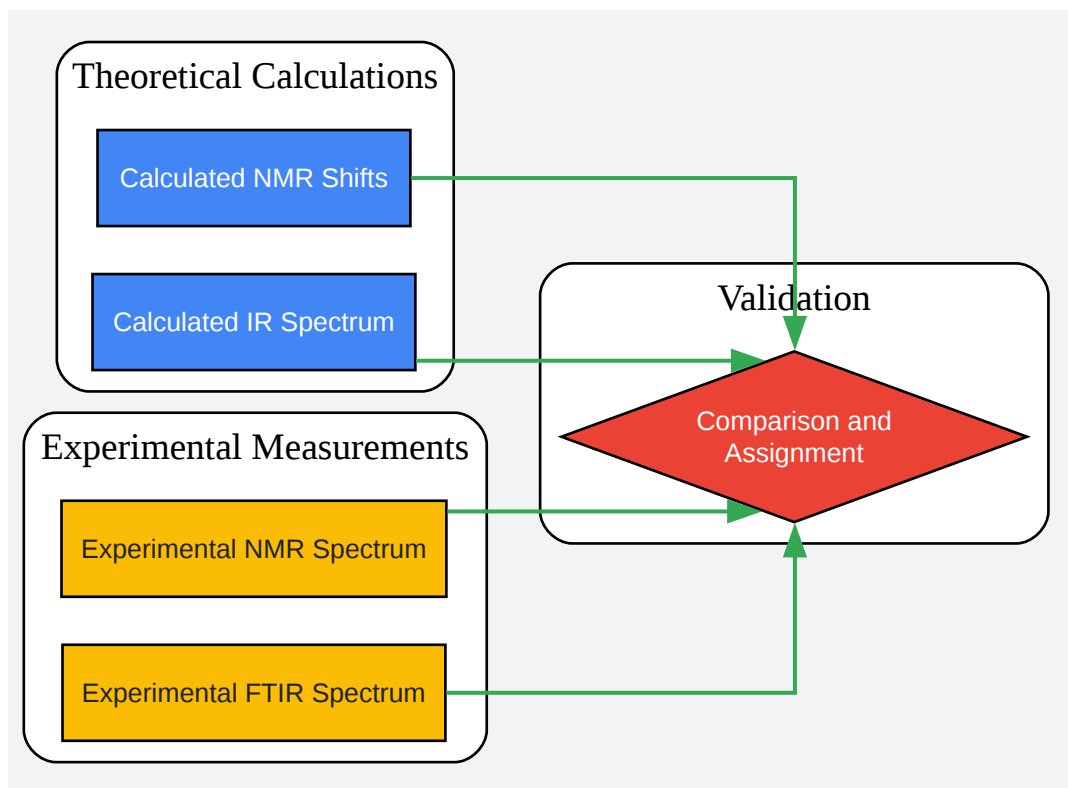 Theoretical Calculations
Calculated NMR Shifts
Calculated IR Spectrum
Experimental Measurements
Experimental NMR Spectrum
Experimental FTIR Spectrum
Validation
Comparison and
Assignment